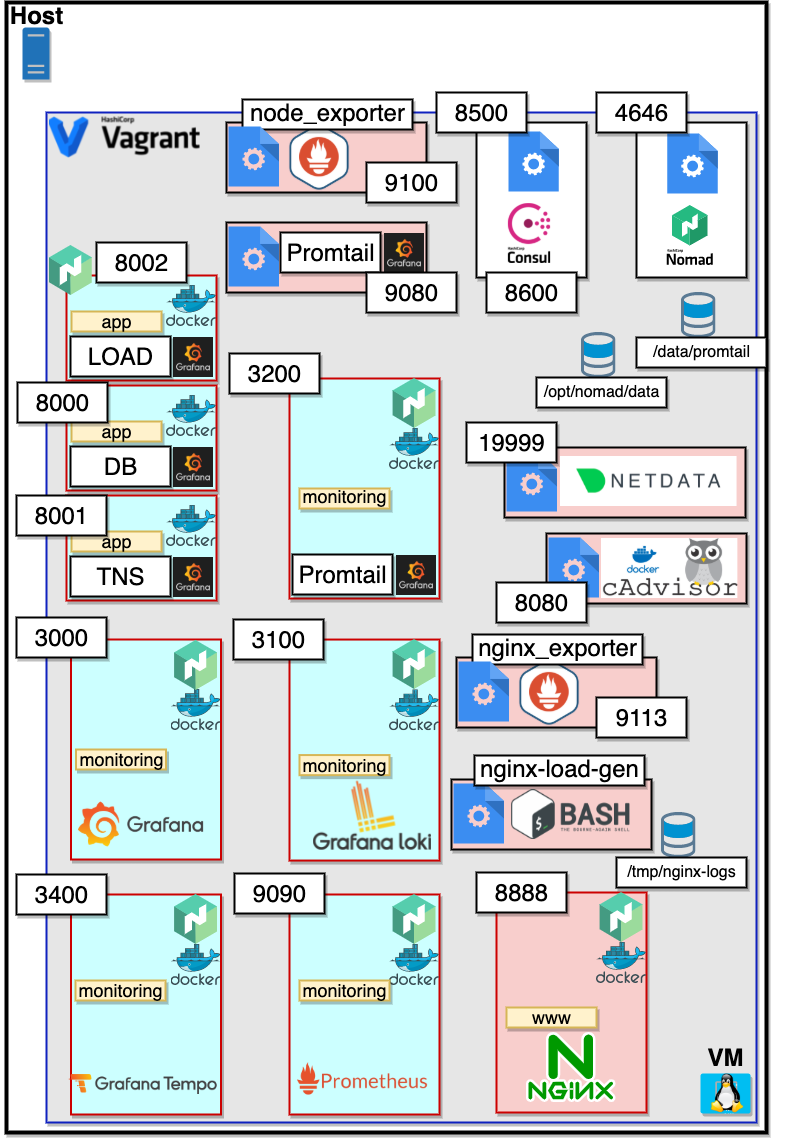 Host
HashiCorp
Vagrant
node_exporter
9100
8500
HashiCorp
Consul
8600
4646
HashiCorp
Nomad
Promtail
Grafana
9080
8002
docker
app
LOAD
Grafana
8000
docker
app
DB
Grafana
8001
docker
app
TNS
Grafana
3200
docker
monitoring
Promtail
Grafana
/data/promtail
/opt/nomad/data
19999
NETDATA
docker
cAdvisor
8080
3000
docker
monitoring
Grafana
3100
docker
monitoring
Grafana loki
nginx_exporter
9113
nginx-load-gen
$_
BASH
THE BOURNE-AGAIN SHELL
/tmp/nginx-logs
3400
docker
monitoring
Grafana Tempo
9090
docker
monitoring
Prometheus
8888
docker
www
NGiNX
VM